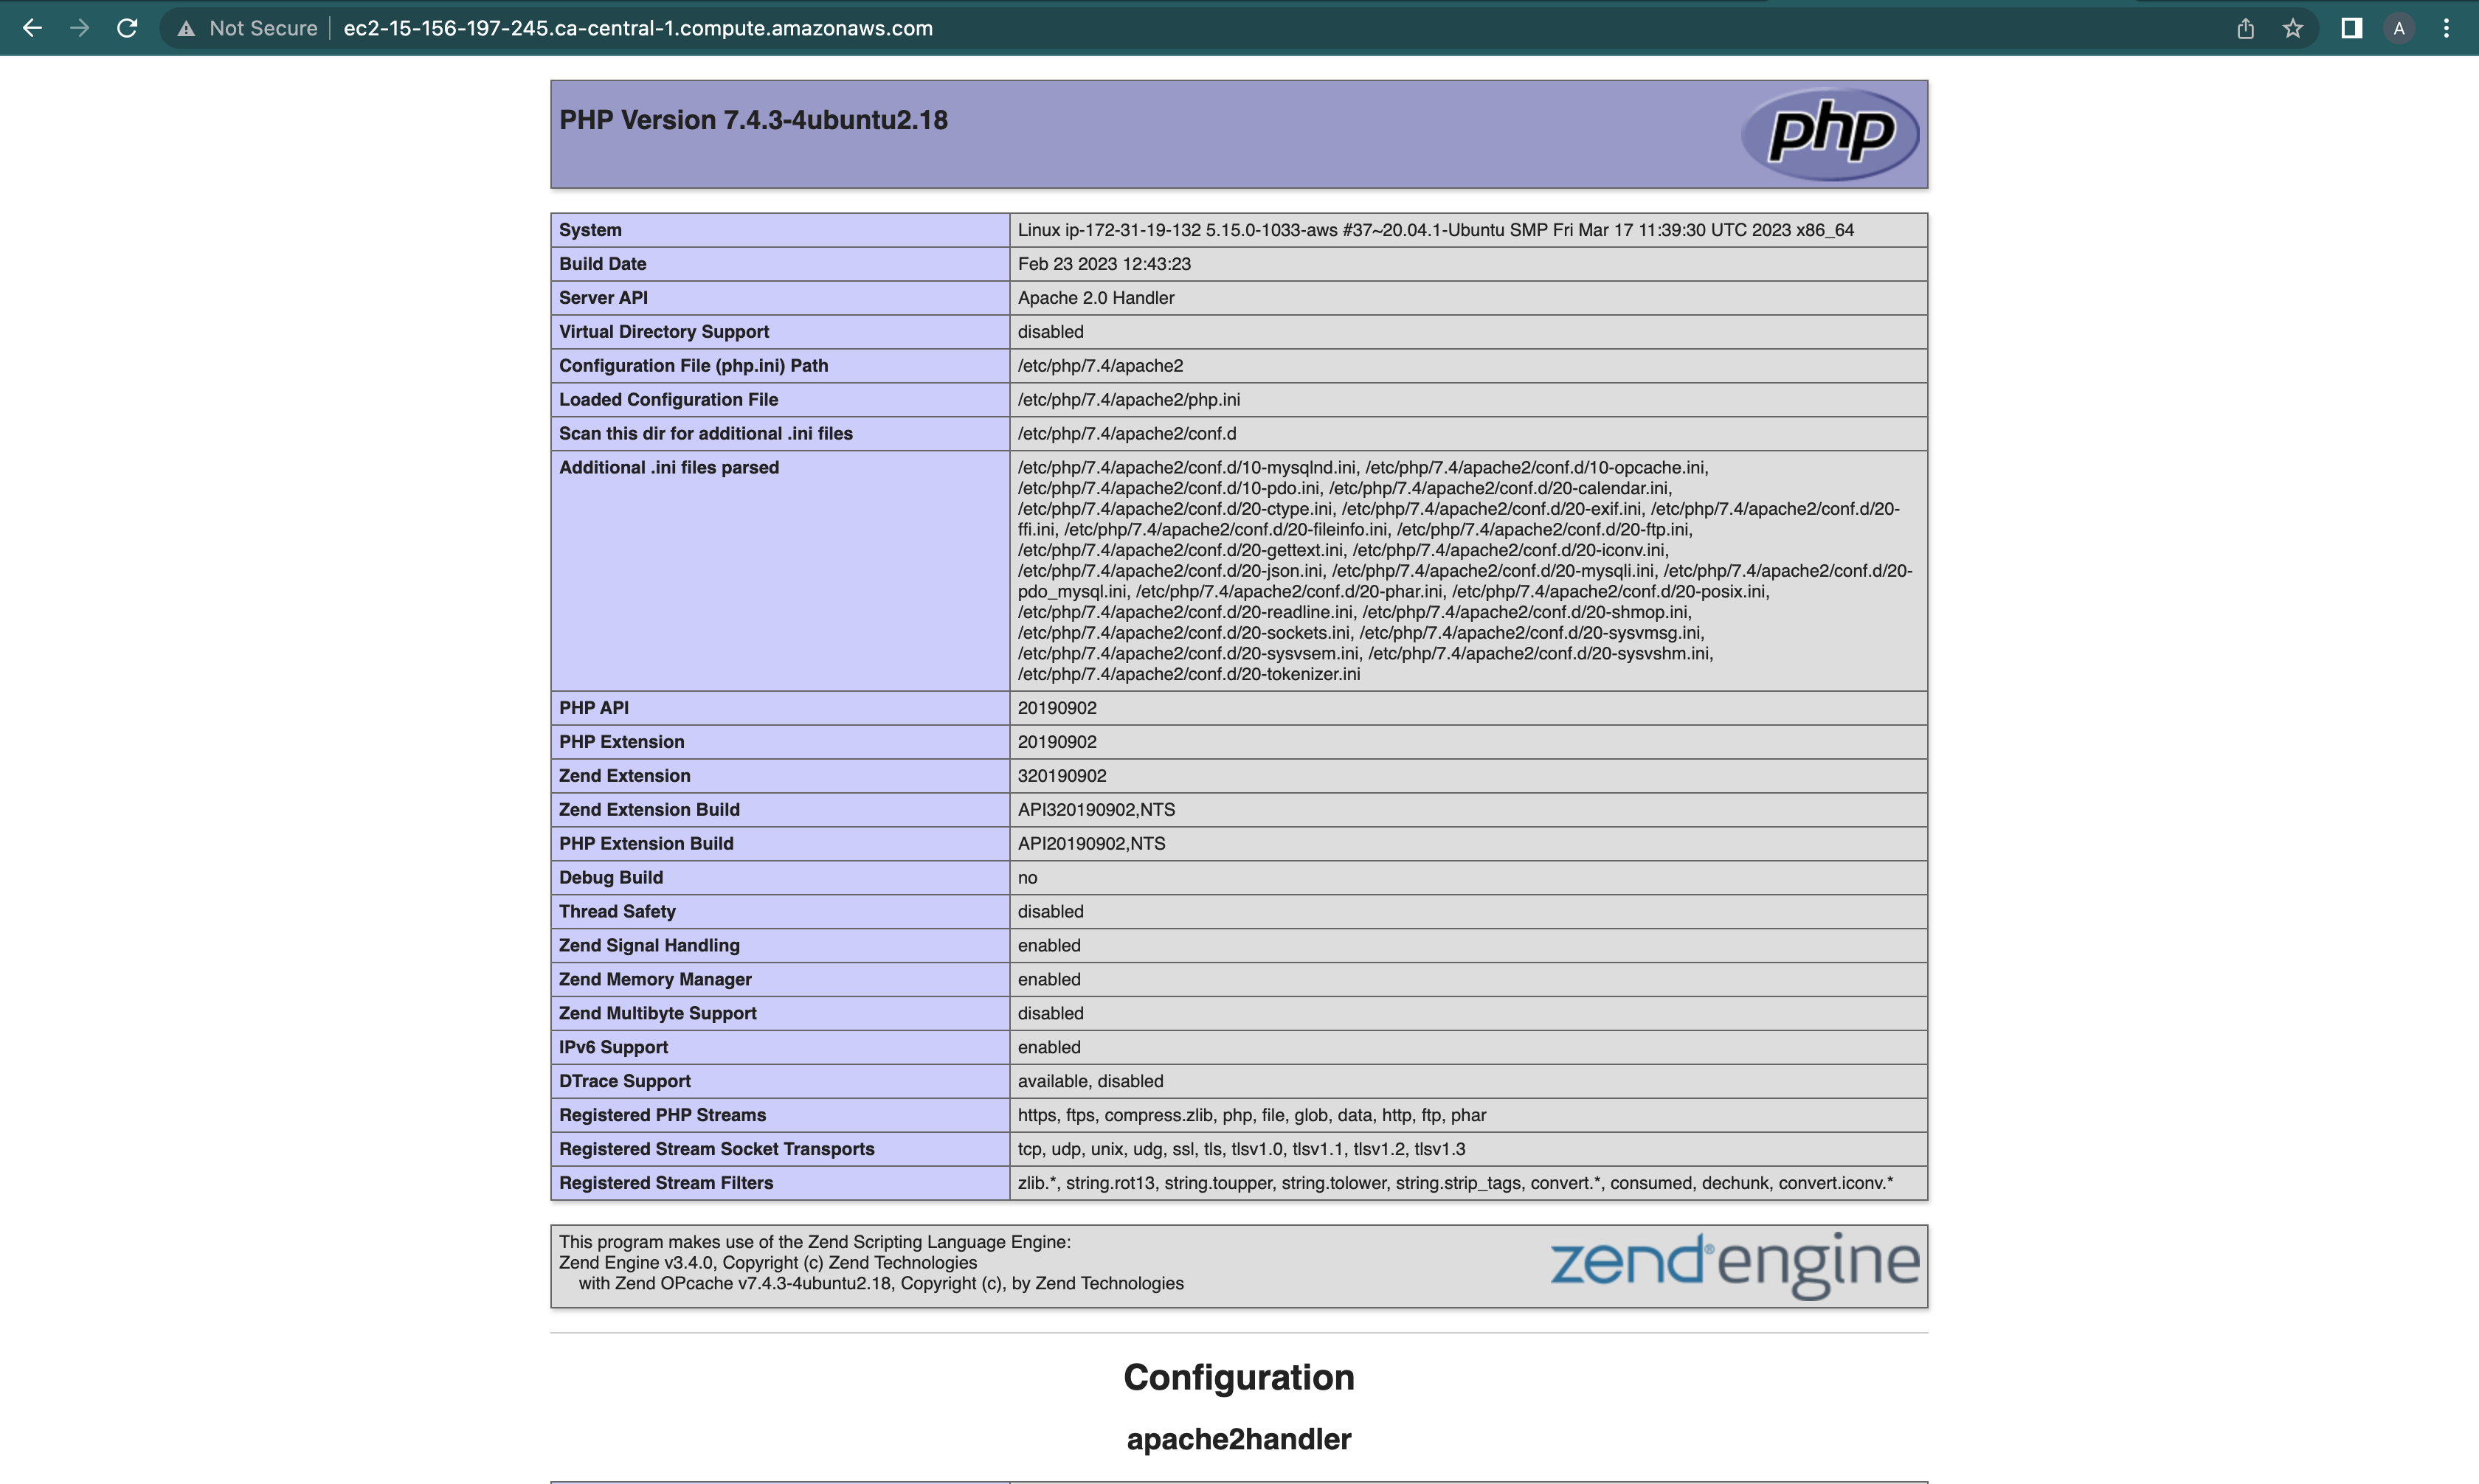 Not Secure ec2-15-156-197-245.ca-central-1.compute.amazonaws.com A
PHP Version 7.4.3-4ubuntu2.18
php
System Linux ip-172-31-19-132 5.15.0-1033-aws #37~20.04.1-Ubuntu SMP Fri Mar 17 11:39:30 UTC 2023 x86_64
Build Date Feb 23 2023 12:43:23
Server API Apache 2.0 Handler
Virtual Directory Support disabled
Configuration File (php.ini) Path /etc/php/7.4/apache2
Loaded Configuration File /etc/php/7.4/apache2/php.ini
Scan this dir for additional .ini files /etc/php/7.4/apache2/conf.d
Additional .ini files parsed /etc/php/7.4/apache2/conf.d/10-mysqlnd.ini, /etc/php/7.4/apache2/conf.d/10-opcache.ini,
/etc/php/7.4/apache2/conf.d/10-pdo.ini, /etc/php/7.4/apache2/conf.d/20-calendar.ini,
/etc/php/7.4/apache2/conf.d/20-ctype.ini, /etc/php/7.4/apache2/conf.d/20-exif.ini, /etc/php/7.4/apache2/conf.d/20-
ffi.ini, /etc/php/7.4/apache2/conf.d/20-fileinfo.ini, /etc/php/7.4/apache2/conf.d/20-ftp.ini,
/etc/php/7.4/apache2/conf.d/20-gettext.ini, /etc/php/7.4/apache2/conf.d/20-iconv.ini,
/etc/php/7.4/apache2/conf.d/20-json.ini, /etc/php/7.4/apache2/conf.d/20-mysqli.ini, /etc/php/7.4/apache2/conf.d/20-
pdo_mysql.ini, /etc/php/7.4/apache2/conf.d/20-phar.ini, /etc/php/7.4/apache2/conf.d/20-posix.ini,
/etc/php/7.4/apache2/conf.d/20-readline.ini, /etc/php/7.4/apache2/conf.d/20-shmop.ini,
/etc/php/7.4/apache2/conf.d/20-sockets.ini, /etc/php/7.4/apache2/conf.d/20-sysvmsg.ini,
/etc/php/7.4/apache2/conf.d/20-sysvsem.ini, /etc/php/7.4/apache2/conf.d/20-sysvshm.ini,
/etc/php/7.4/apache2/conf.d/20-tokenizer.ini
PHP API 20190902
PHP Extension 20190902
Zend Extension 320190902
Zend Extension Build API320190902,NTS
PHP Extension Build API20190902,NTS
Debug Build no
Thread Safety disabled
Zend Signal Handling enabled
Zend Memory Manager enabled
Zend Multibyte Support disabled
IPv6 Support enabled
DTrace Support available, disabled
Registered PHP Streams https, ftps, compress.zlib, php, file, glob, data, http, ftp, phar
Registered Stream Socket Transports tcp, udp, unix, udg, ssl, tls, tlsv1.0, tlsv1.1, tlsv1.2, tlsv1.3
Registered Stream Filters zlib.*, string.rot13, string.toupper, string.tolower, string.strip_tags, convert.*, consumed, dechunk, convert.iconv.*
This program makes use of the Zend Scripting Language Engine:
Zend Engine v3.4.0, Copyright (c) Zend Technologies
with Zend OPcache v7.4.3-4ubuntu2.18, Copyright (c), by Zend Technologies
zend® engine
Configuration
apache2handler